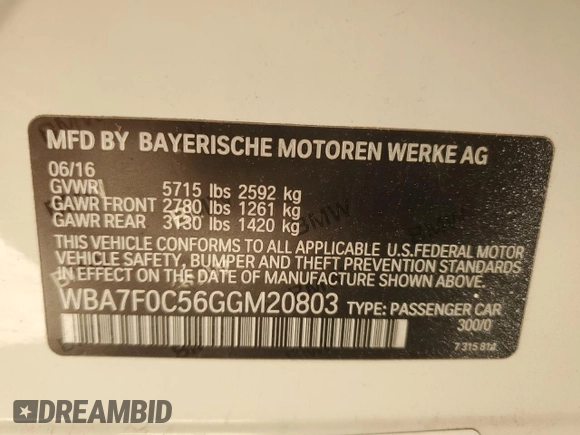 MFD BY BAYERISCHE MOTOREN WERKE AG
06/16
GVWR 5715 lbs 2592 kg
GAWR FRONT 2780 lbs 1261 kg
GAWR REAR 3130 lbs 1420 kg
THIS VEHICLE CONFORMS TO ALL APPLICABLE U.S.FEDERAL MOTOR
VEHICLE SAFETY, BUMPER AND THEFT PREVENTION STANDARDS
IN EFFECT ON THE DATE OF MANUFACTURE SHOWN ABOVE.
WBA7F0C56GGM20803 TYPE: PASSENGER CAR
300/0
7 315 814
DREAMBID